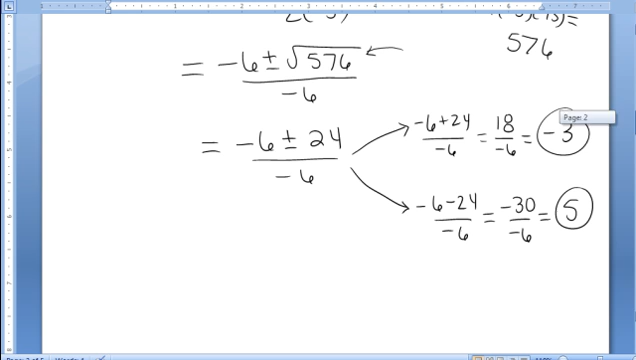 576
= -6 ± √576 / -6
= -6 ± 24 / -6
-6+24 / -6 = 18 / -6 = -3
-6-24 / -6 = -30 / -6 = 5
Page: 2